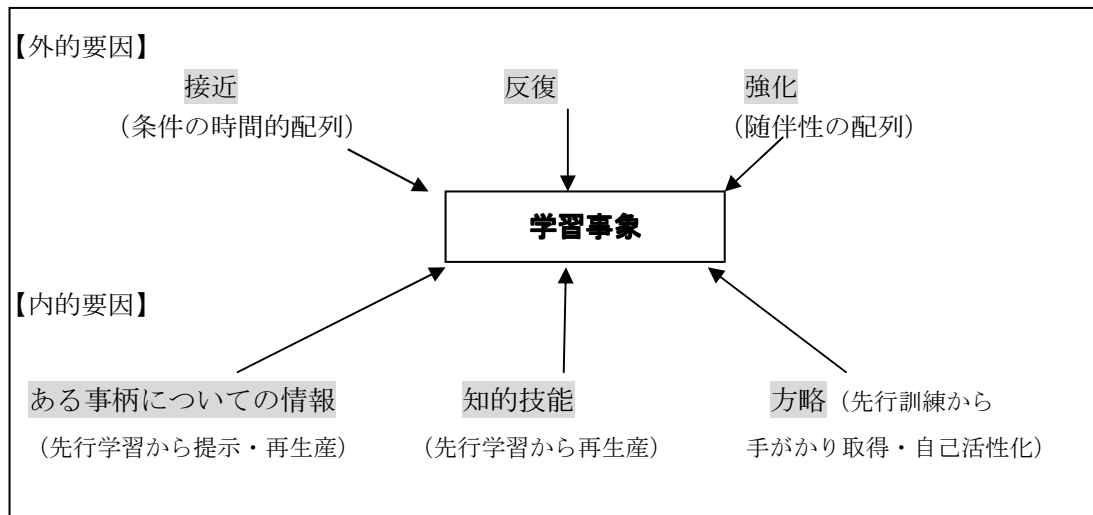 【外的要因】
接近 反復 強化
（条件の時間的配列） (随伴性の配列）
学習事象
【内的要因】
ある事柄についての情報 知的技能 方略（先行訓練から
（先行学習から提示・再生産） （先行学習から再生産） 手がかり取得・自己活性化）